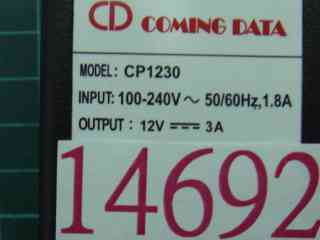 CD COMING DATA
MODEL: CP1230
INPUT: 100-240V ~ 50/60Hz,1.8A
OUTPUT: 12V ⎓ 3A
14692